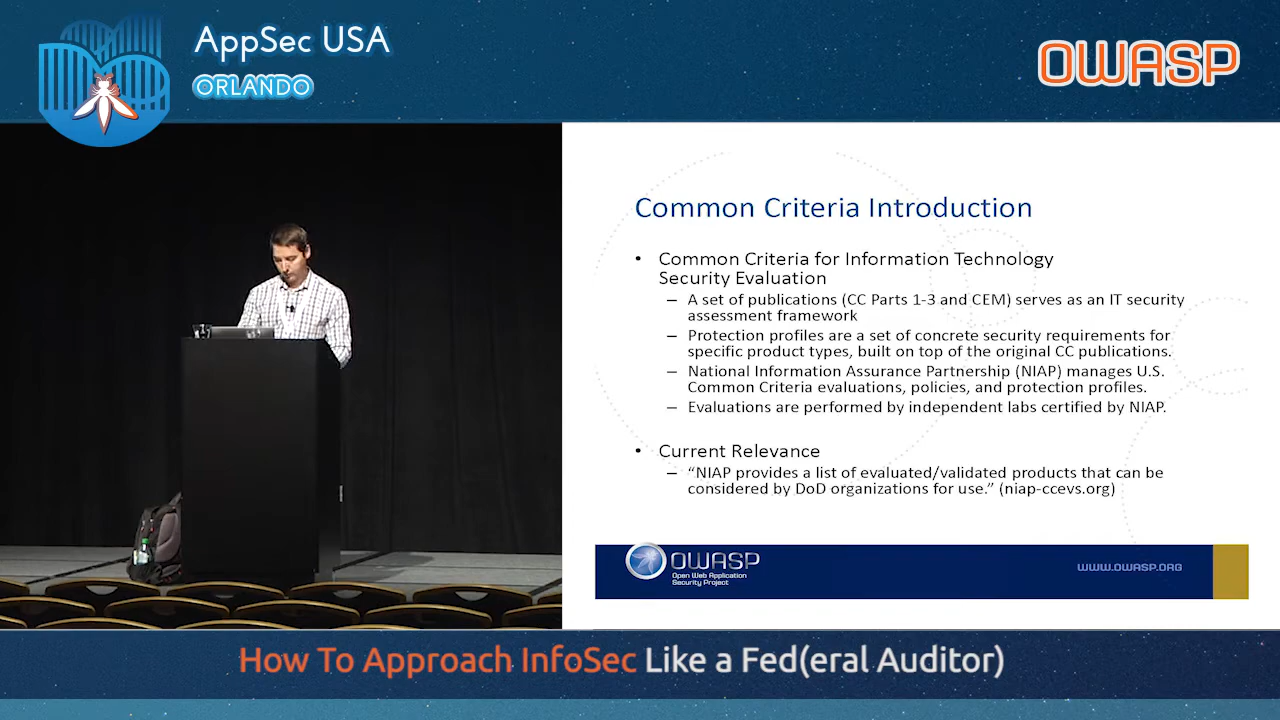 AppSec USA
ORLANDO
OWASP
Common Criteria Introduction
• Common Criteria for Information Technology
Security Evaluation
– A set of publications (CC Parts 1-3 and CEM) serves as an IT security
assessment framework
– Protection profiles are a set of concrete security requirements for
specific product types, built on top of the original CC publications.
– National Information Assurance Partnership (NIAP) manages U.S.
Common Criteria evaluations, policies, and protection profiles.
– Evaluations are performed by independent labs certified by NIAP.
• Current Relevance
– “NIAP provides a list of evaluated/validated products that can be
considered by DoD organizations for use.” (niap-ccevs.org)
OWASP
Open Web Application
Security Project
WWW.OWASP.ORG
How To Approach InfoSec Like a Fed(eral Auditor)